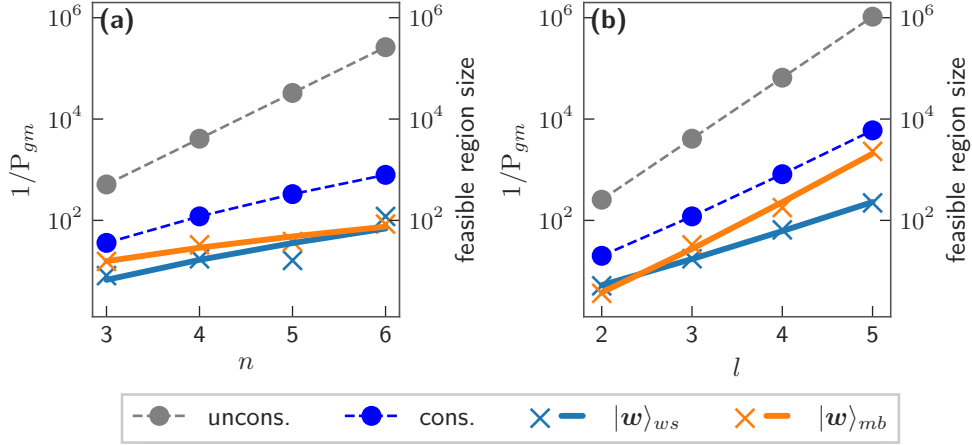 (a)
10^6
10^4
10^2
1/P_gm
3 4 5 6
n
10^6
10^4
10^2
feasible region size
(b)
10^6
10^4
10^2
1/P_gm
2 3 4 5
l
10^6
10^4
10^2
feasible region size
uncons. cons. |w⟩_ws |w⟩_mb